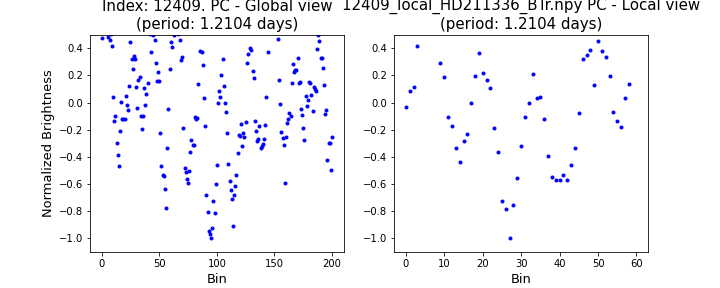 Index: 12409. PC - Global view
(period: 1.2104 days)
12409_local_HD211336_BTr.npy PC - Local view
(period: 1.2104 days)
Normalized Brightness
0.4
0.2
0.0
−0.2
−0.4
−0.6
−0.8
−1.0
0 50 100 150 200
Bin
0.4
0.2
0.0
−0.2
−0.4
−0.6
−0.8
−1.0
0 10 20 30 40 50 60
Bin